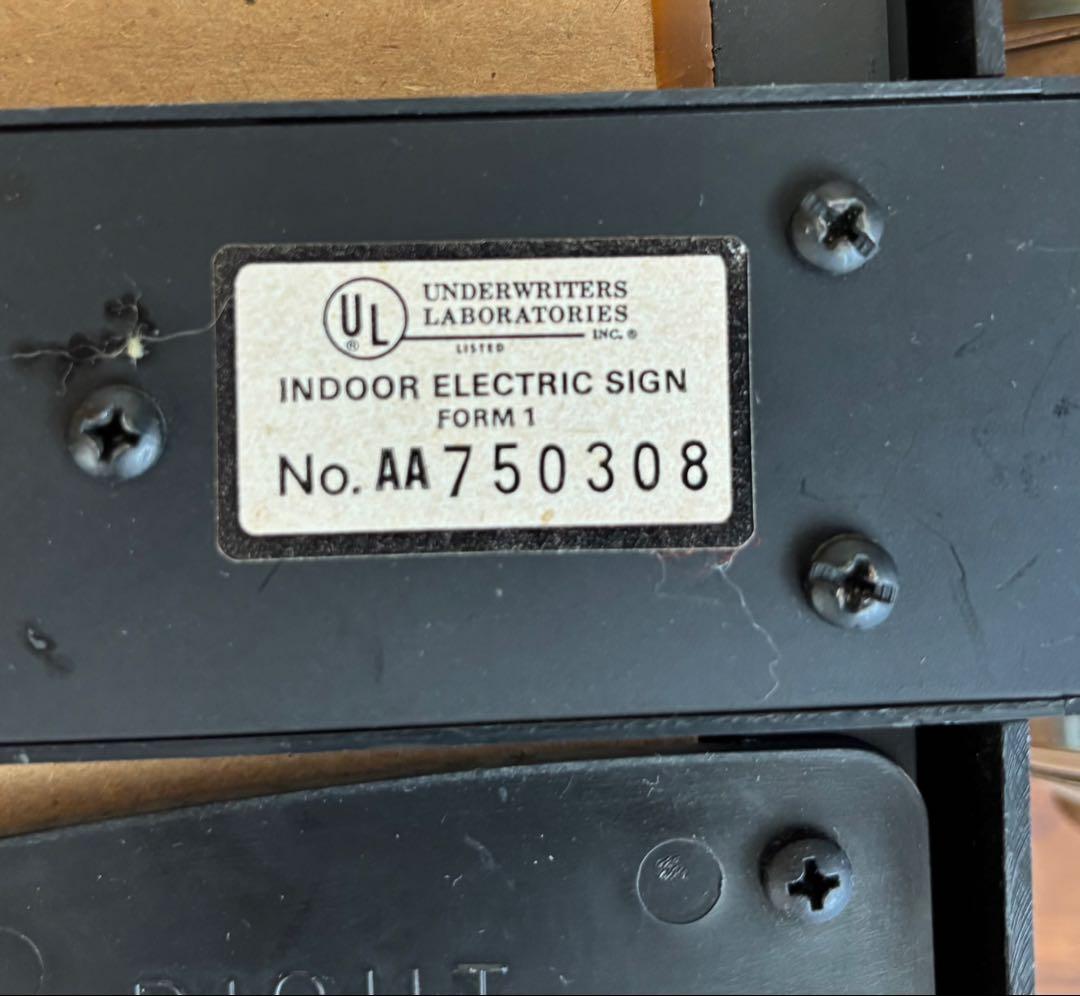 UL
®
UNDERWRITERS
LABORATORIES
INC. ®
LISTED
INDOOR ELECTRIC SIGN
FORM 1
No. AA 750308